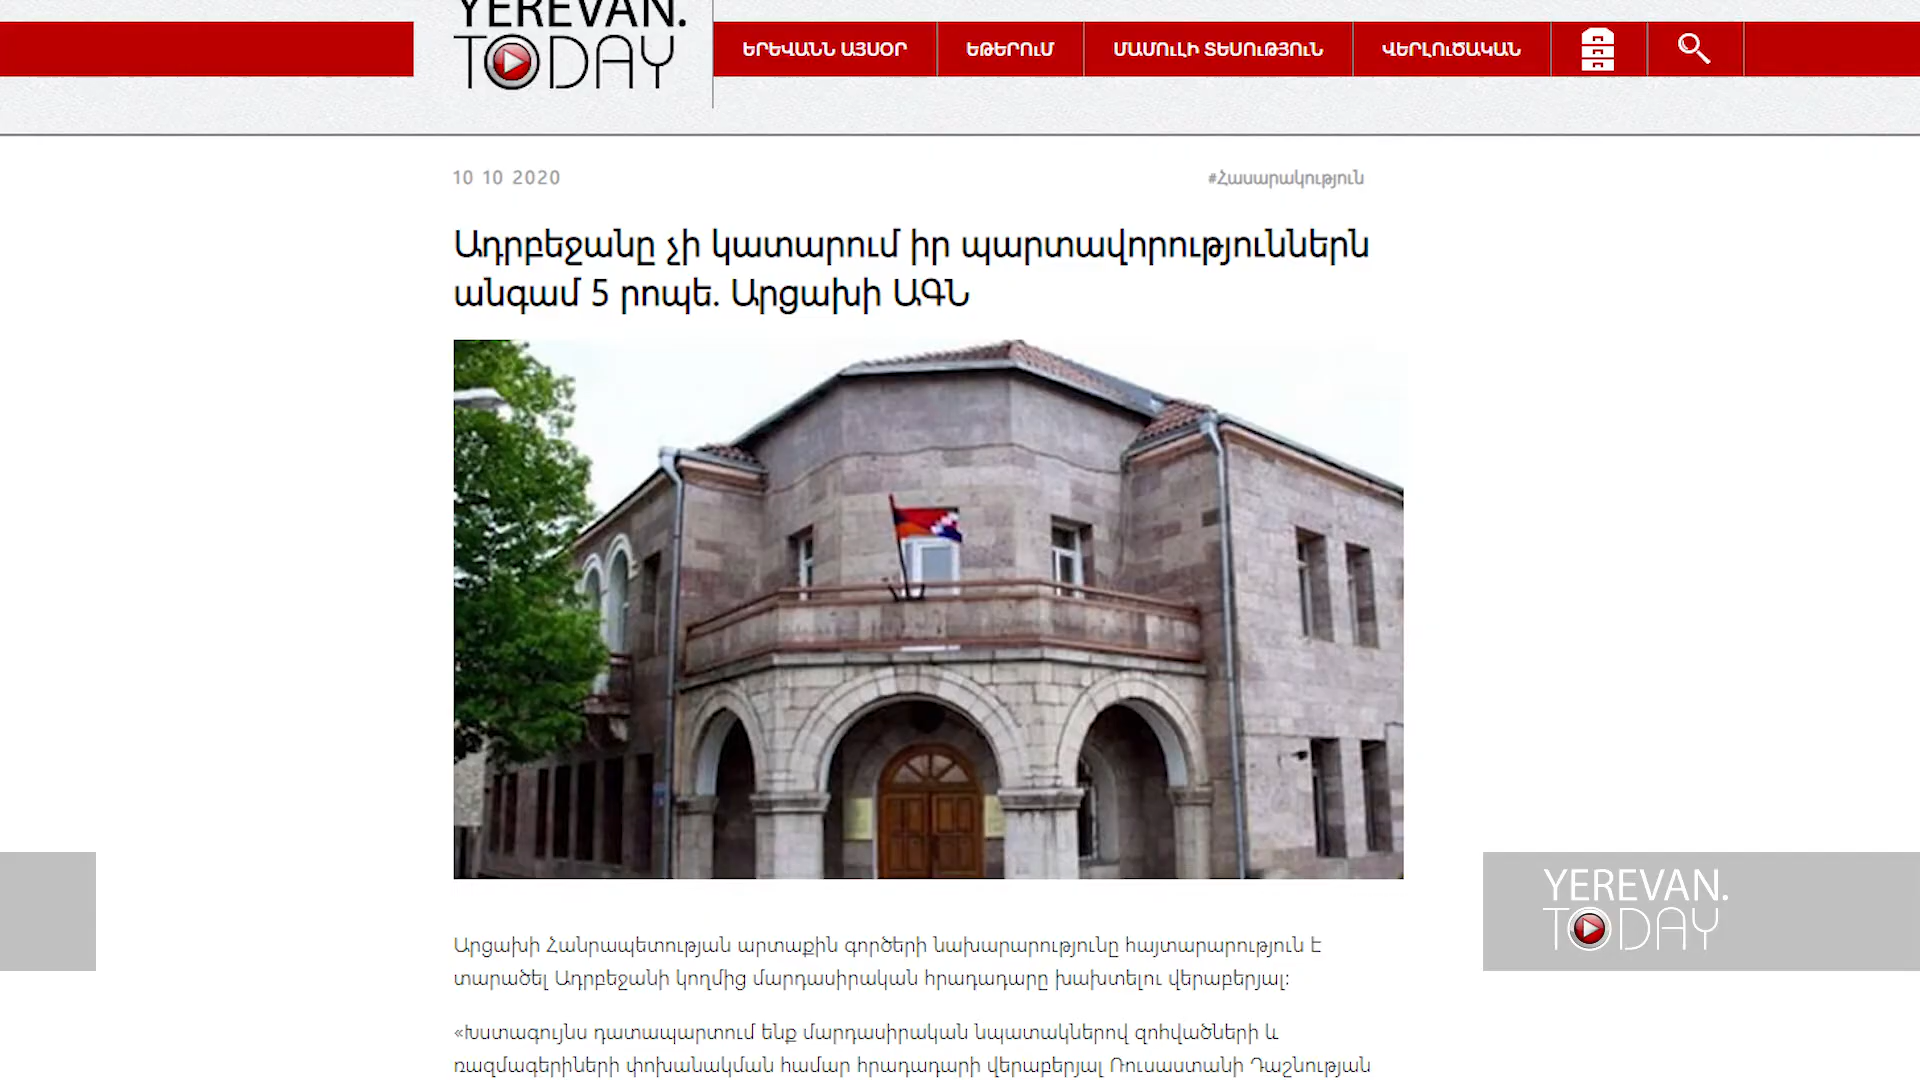 YEREVAN.
TODAY
ԵՐԵՎԱՆՆ ԱՅՍՕՐ
ԵԹԵՐՈւՄ
ՄԱՄՈւԼԻ ՏԵՍՈւԹՅՈւՆ
ՎԵՐԼՈւԾԱԿԱՆ
10 10 2020
#Հասարակություն
Ադրբեջանը չի կատարում իր պարտավորություններն
անգամ 5 րոպե. Արցախի ԱԳՆ
Արցախի Հանրապետության արտաքին գործերի նախարարությունը հայտարարություն է
տարածել Ադրբեջանի կողմից մարդասիրական հրադադարը խախտելու վերաբերյալ:
«Խստագույնս դատապարտում ենք մարդասիրական նպատակներով զոհվածների և
ռազմագերիների փոխանակման համար հրադադարի վերաբերյալ Ռուսաստանի Դաշնության
YEREVAN.
TODAY